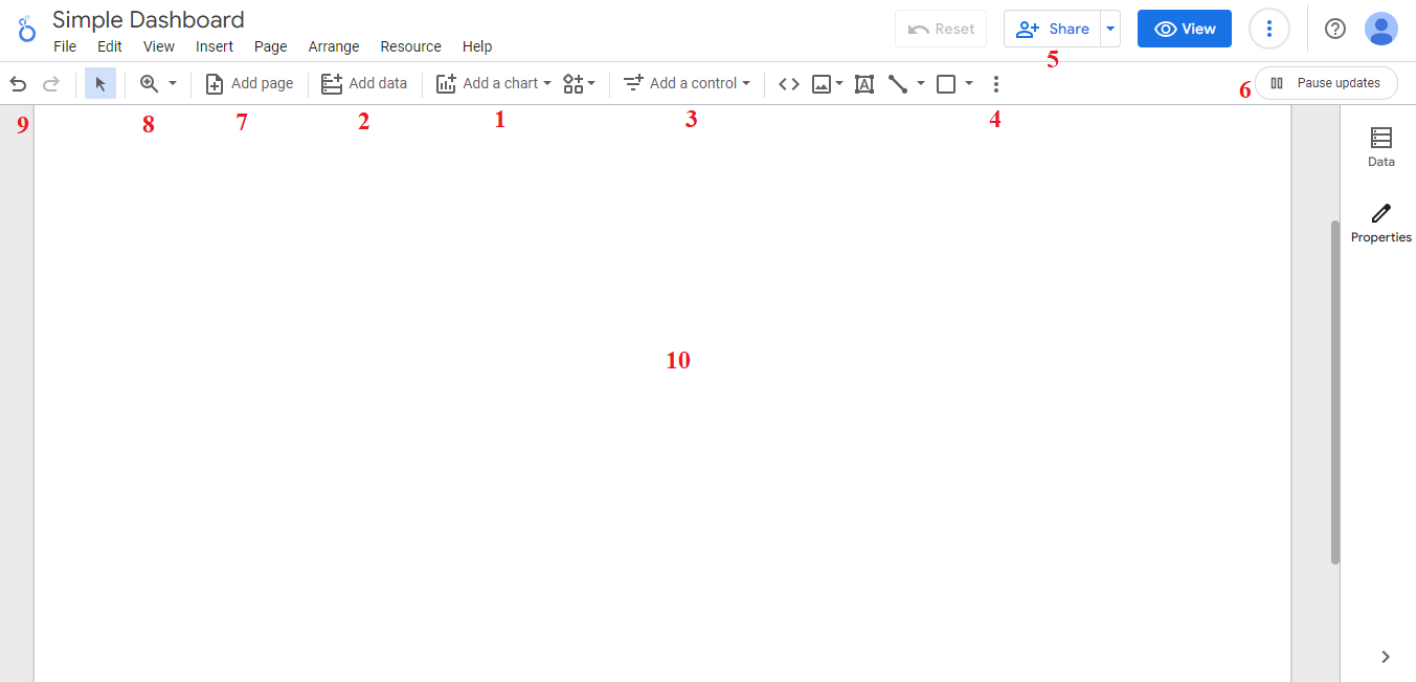 Simple Dashboard
File Edit View Insert Page Arrange Resource Help
Reset Share View
5
Add page Add data Add a chart Add a control A Pause updates
6
9 8 7 2 1 3 4
Data
Properties
10